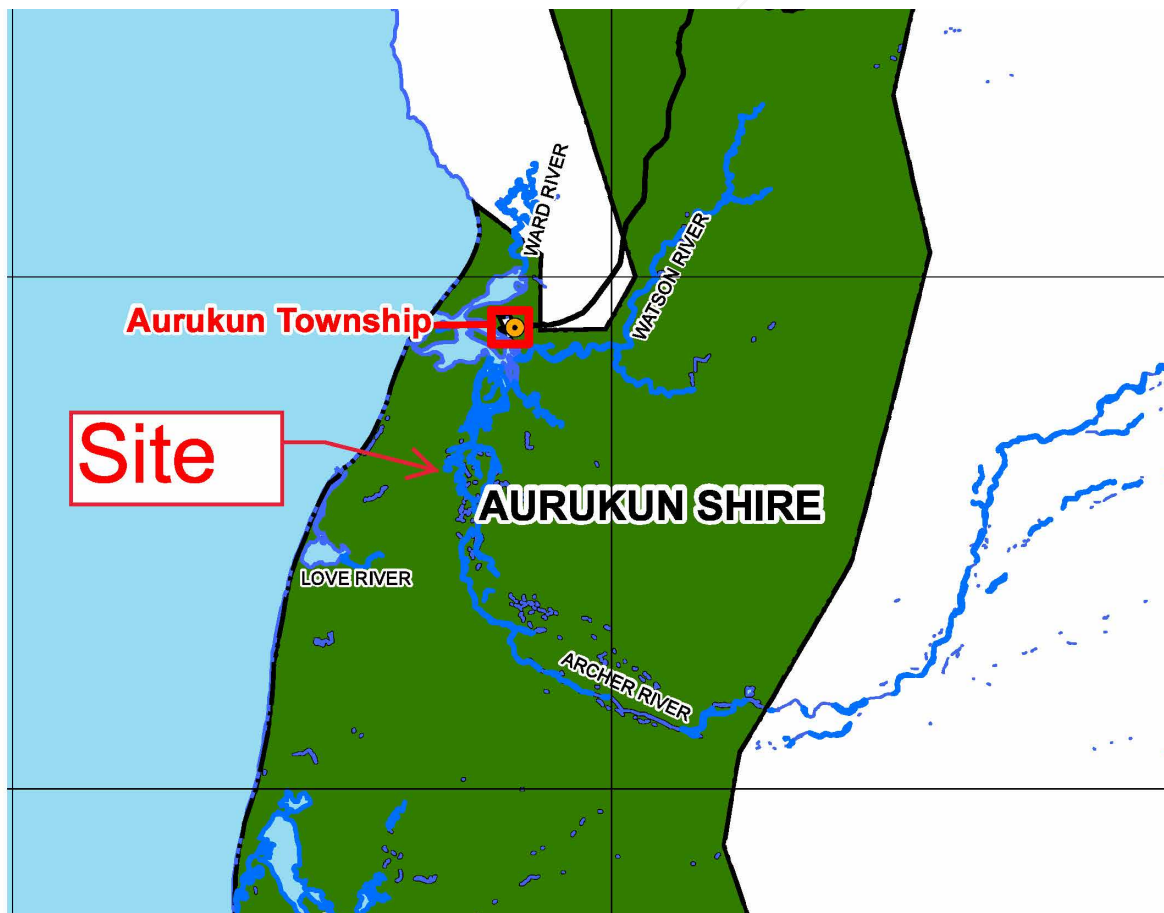 WARD RIVER
WATSON RIVER
Aurukun Township
Site
AURUKUN SHIRE
LOVE RIVER
ARCHER RIVER